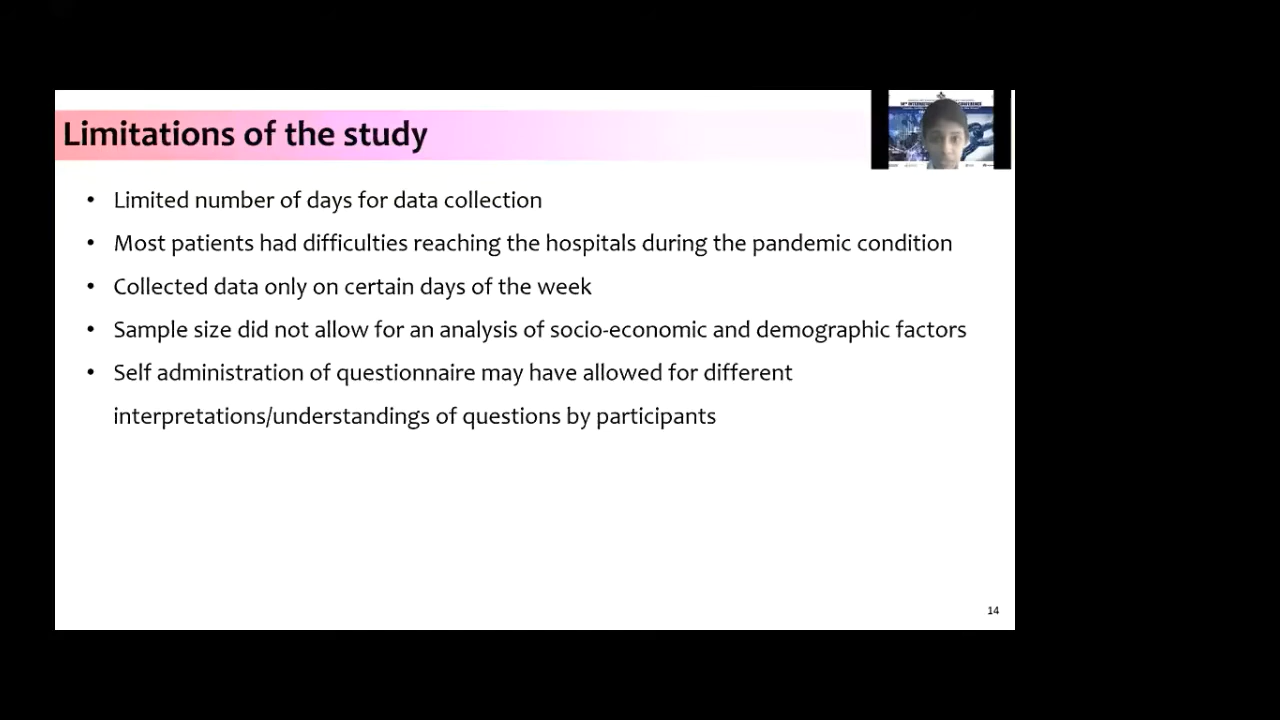 Limitations of the study
• Limited number of days for data collection
• Most patients had difficulties reaching the hospitals during the pandemic condition
• Collected data only on certain days of the week
• Sample size did not allow for an analysis of socio-economic and demographic factors
• Self administration of questionnaire may have allowed for different
interpretations/understandings of questions by participants
14